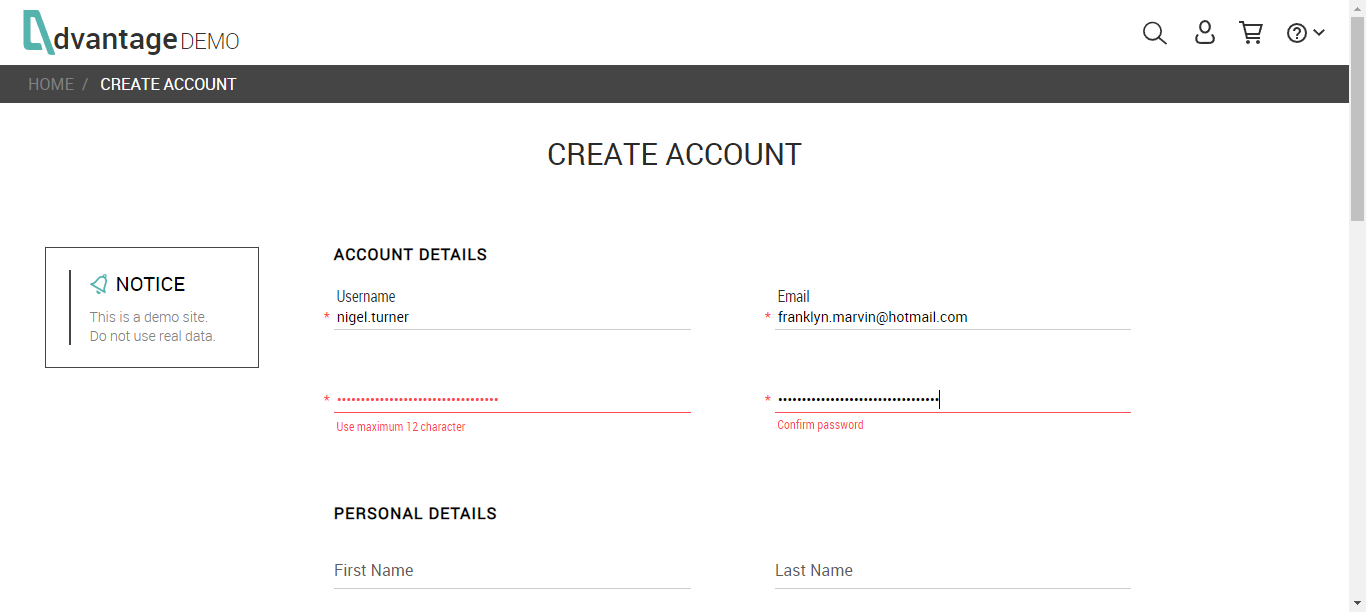 dvantage DEMO
HOME / CREATE ACCOUNT
CREATE ACCOUNT
NOTICE
This is a demo site.
Do not use real data.
ACCOUNT DETAILS
Username
Email
* nigel.turner
* franklyn.marvin@hotmail.com
* ••••••••••••••••••••••••••••••••••
* ••••••••••••••••••••••••••••••••••
Use maximum 12 character
Confirm password
PERSONAL DETAILS
First Name
Last Name